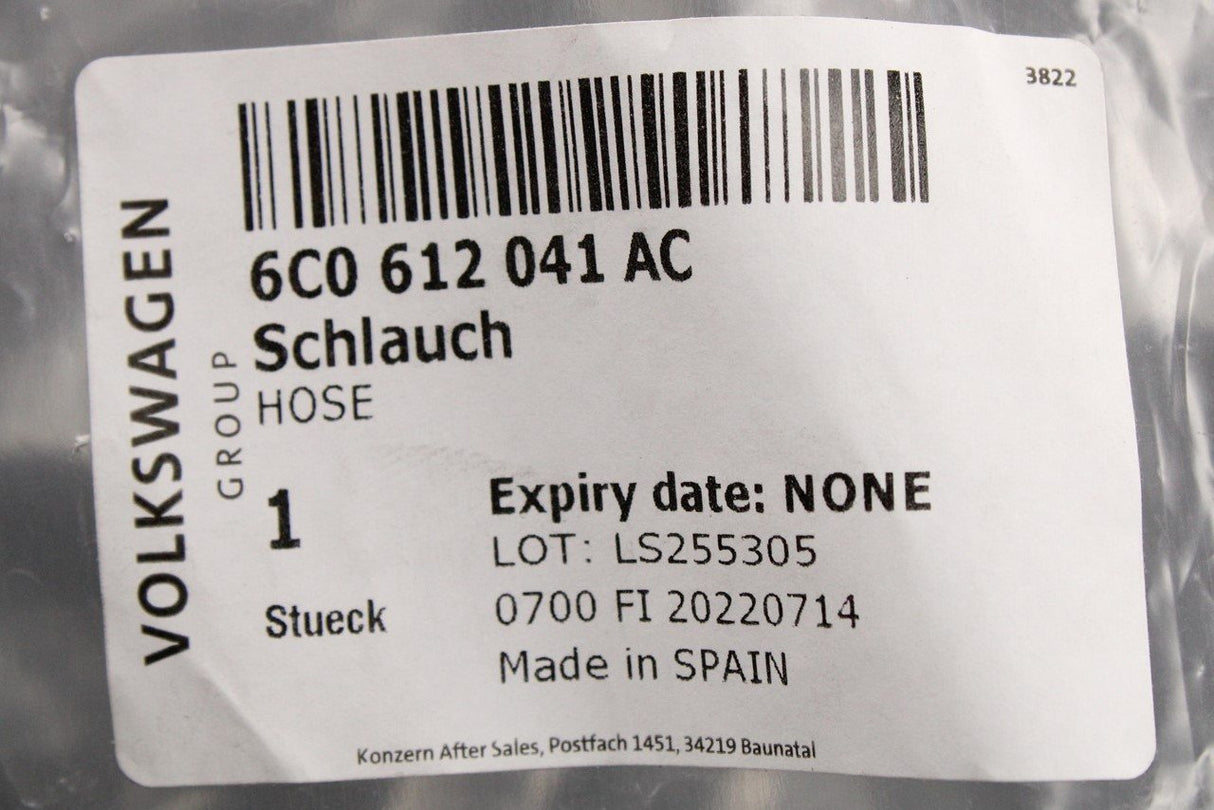 3822
VOLKSWAGEN
GROUP
6C0 612 041 AC
Schlauch
HOSE
1
Stueck
Expiry date: NONE
LOT: LS255305
0700 FI 20220714
Made in SPAIN
Konzern After Sales, Postfach 1451, 34219 Baunatal